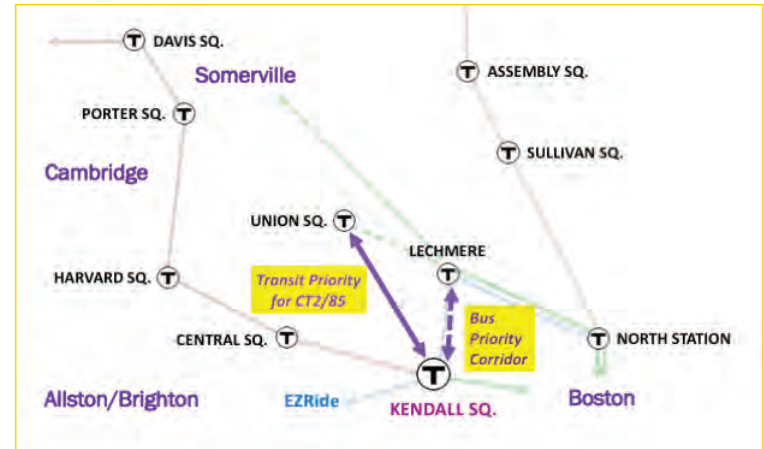 T DAVIS SQ.
Somerville
T ASSEMBLY SQ.
PORTER SQ. T
T SULLIVAN SQ.
Cambridge
UNION SQ. T
LECHMERE
T
HARVARD SQ. T
Transit Priority
for CT2/85
Bus
Priority
Corridor
CENTRAL SQ. T
T NORTH STATION
T
Allston/Brighton
EZRide
KENDALL SQ.
Boston